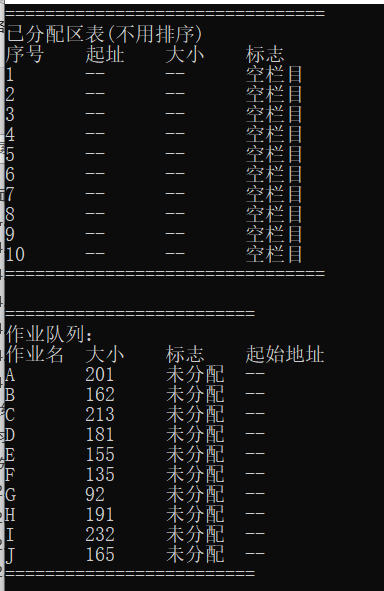 ================================
已分配区表(不用排序)
序号 起址 大小 标志
1 -- -- 空栏目
2 -- -- 空栏目
3 -- -- 空栏目
4 -- -- 空栏目
5 -- -- 空栏目
6 -- -- 空栏目
7 -- -- 空栏目
8 -- -- 空栏目
9 -- -- 空栏目
10 -- -- 空栏目
================================
=========================
作业队列:
作业名 大小 标志 起始地址
A 201 未分配 --
B 162 未分配 --
C 213 未分配 --
D 181 未分配 --
E 155 未分配 --
F 135 未分配 --
G 92 未分配 --
H 191 未分配 --
I 232 未分配 --
J 165 未分配 --
=========================